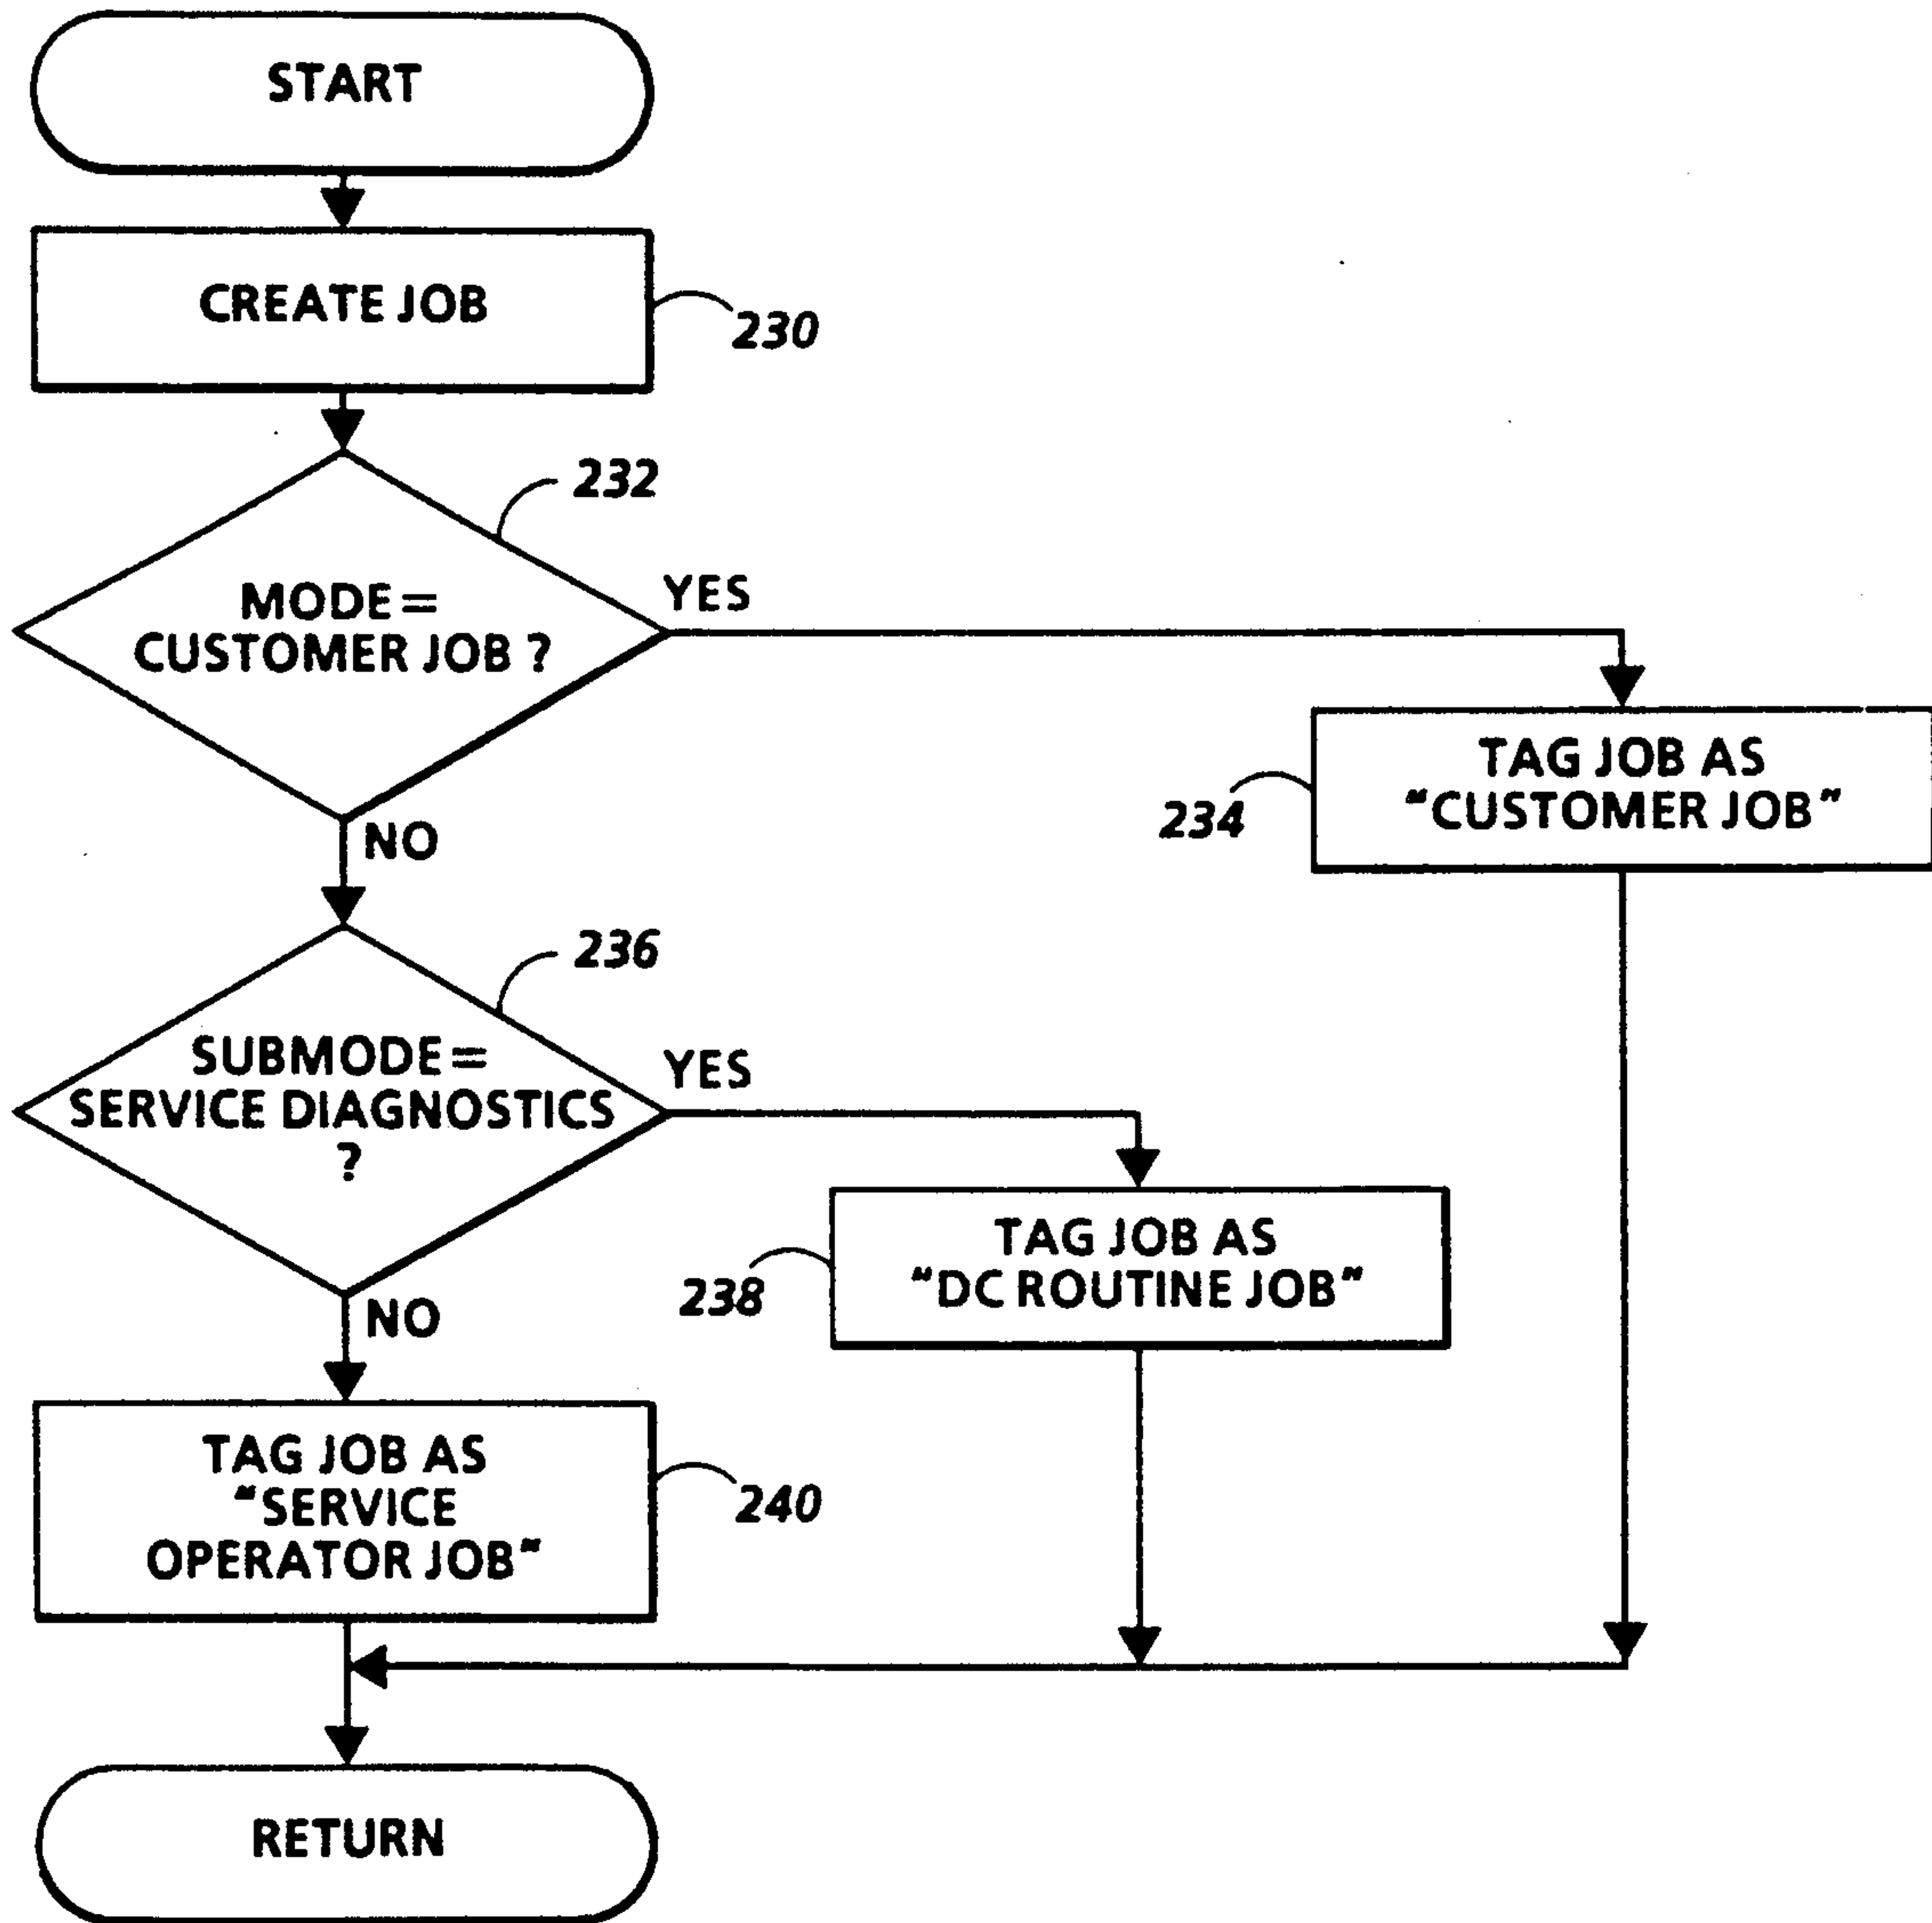 START
CREATE JOB
230
232
MODE=
CUSTOMER JOB ?
YES
TAG JOB AS
"CUSTOMER JOB"
234
NO
236
SUBMODE=
SERVICE DIAGNOSTICS
?
YES
TAG JOB AS
"DC ROUTINE JOB"
238
NO
TAG JOB AS
"SERVICE
OPERATOR JOB"
240
RETURN